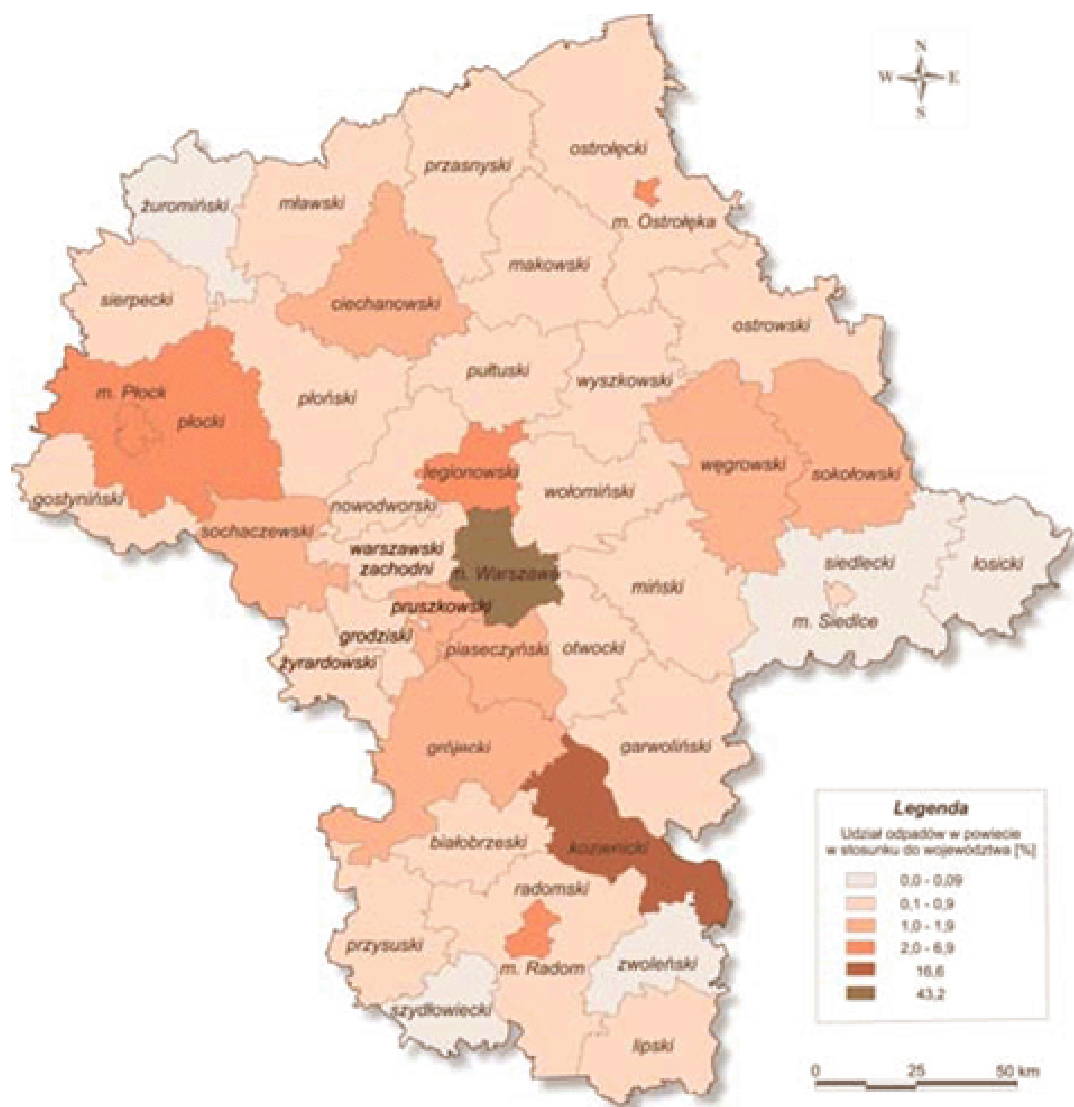 N
W E
S
ostrołęcki
przasnyski
żuromiński
mławski
m. Ostrołęka
makowski
sierpecki
ciechanowski
ostrowski
pułtuski
wyszkowski
m. Płock
płoński
płocki
węgrowski
legionowski
sokołowski
wołomiński
gostyniński
nowodworski
sochaczewski
warszawski
zachodni
siedlecki
łosicki
m. Warszawa
miński
pruszkowski
m. Siedlce
grodziski
piaseczyński
otwocki
żyrardowski
grójecki
garwoliński
białobrzeski
kozienicki
radomski
przysuski
m. Radom
zwoleński
szydłowiecki
lipski
Legenda
Udział odpadów w powiecie
w stosunku do województwa [%]
0,0 - 0,09
0,1 - 0,9
1,0 - 1,9
2,0 - 6,9
16,6
43,2
0 25 50 km